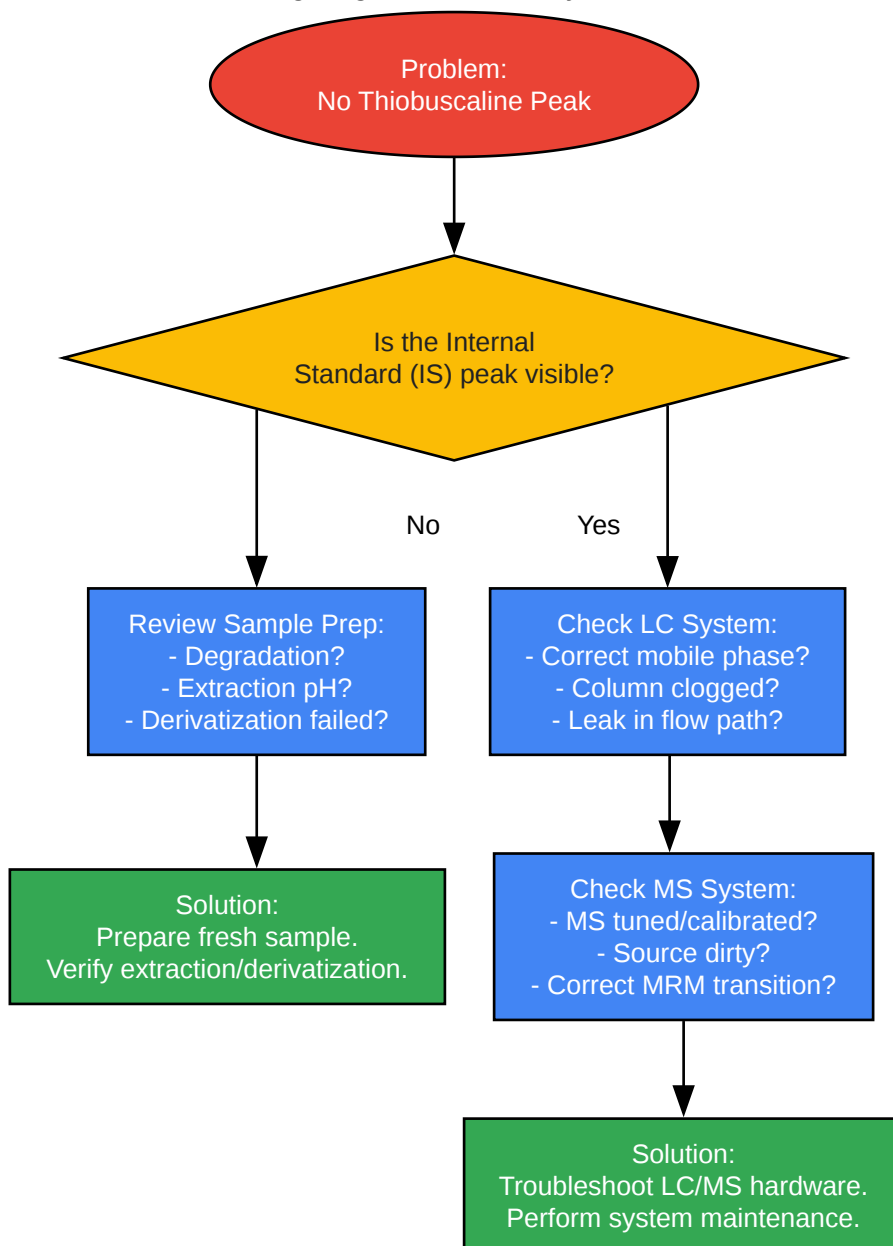 Problem:
No Thiobuscaline Peak
Is the Internal
Standard (IS) peak visible?
No
Yes
Review Sample Prep:
- Degradation?
- Extraction pH?
- Derivatization failed?
Check LC System:
- Correct mobile phase?
- Column clogged?
- Leak in flow path?
Solution:
Prepare fresh sample.
Verify extraction/derivatization.
Check MS System:
- MS tuned/calibrated?
- Source dirty?
- Correct MRM transition?
Solution:
Troubleshoot LC/MS hardware.
Perform system maintenance.